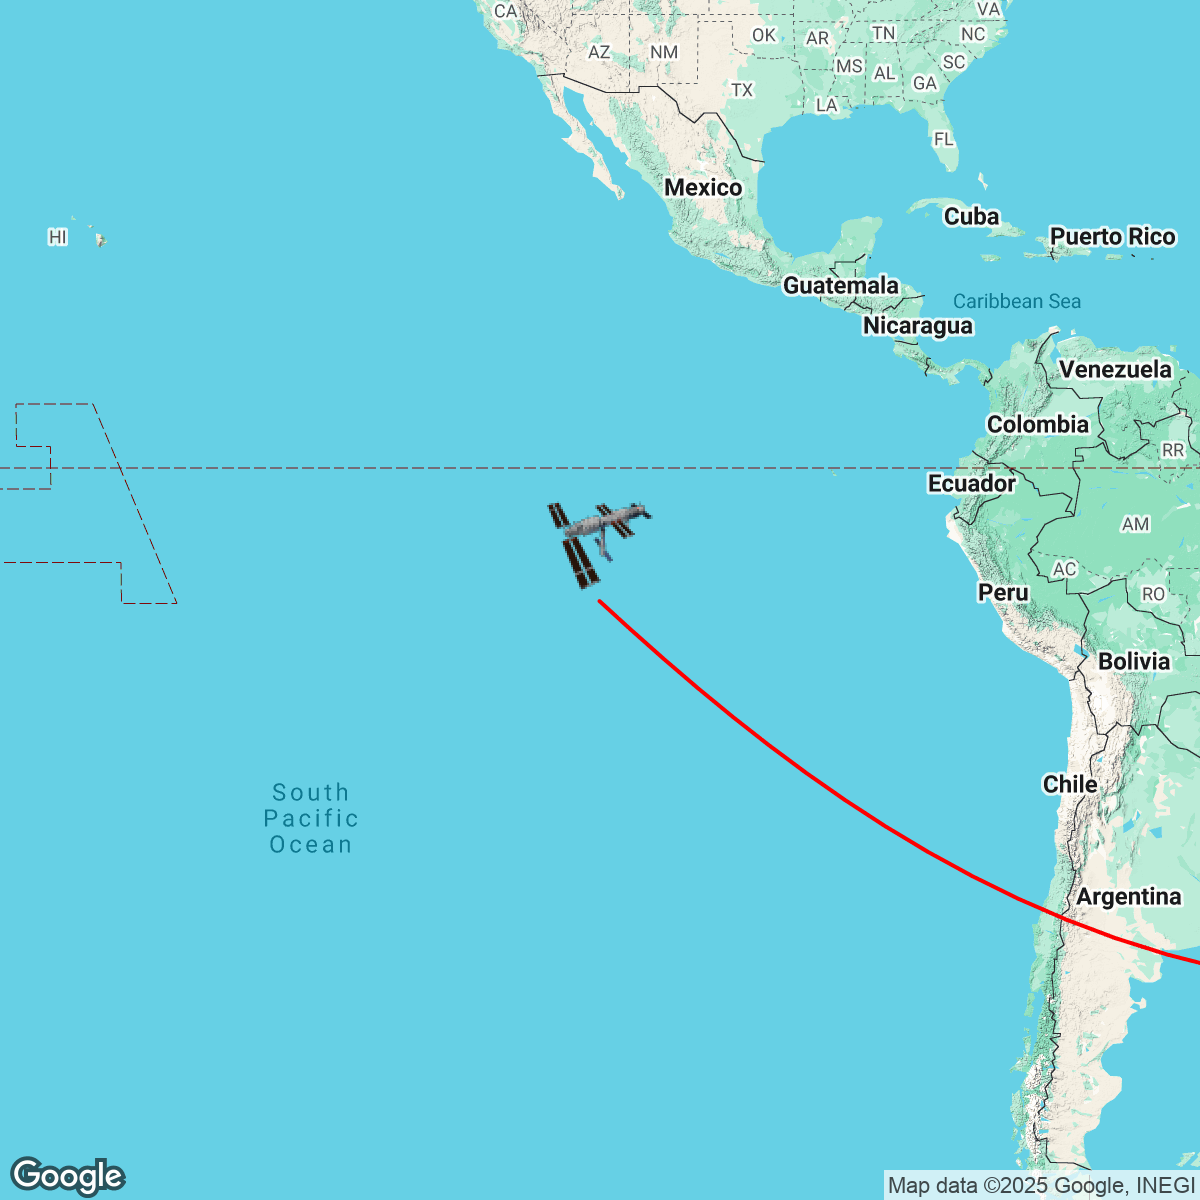 CA
VA
OK
AR
TN
NC
AZ
NM
MS
AL
SC
TX
GA
LA
FL
Mexico
Cuba
HI
Puerto Rico
Guatemala
Caribbean Sea
Nicaragua
Venezuela
Colombia
RR
Ecuador
AM
AC
Peru
RO
Bolivia
Chile
South
Pacific
Ocean
Argentina
Google
Map data ©2025 Google, INEGI